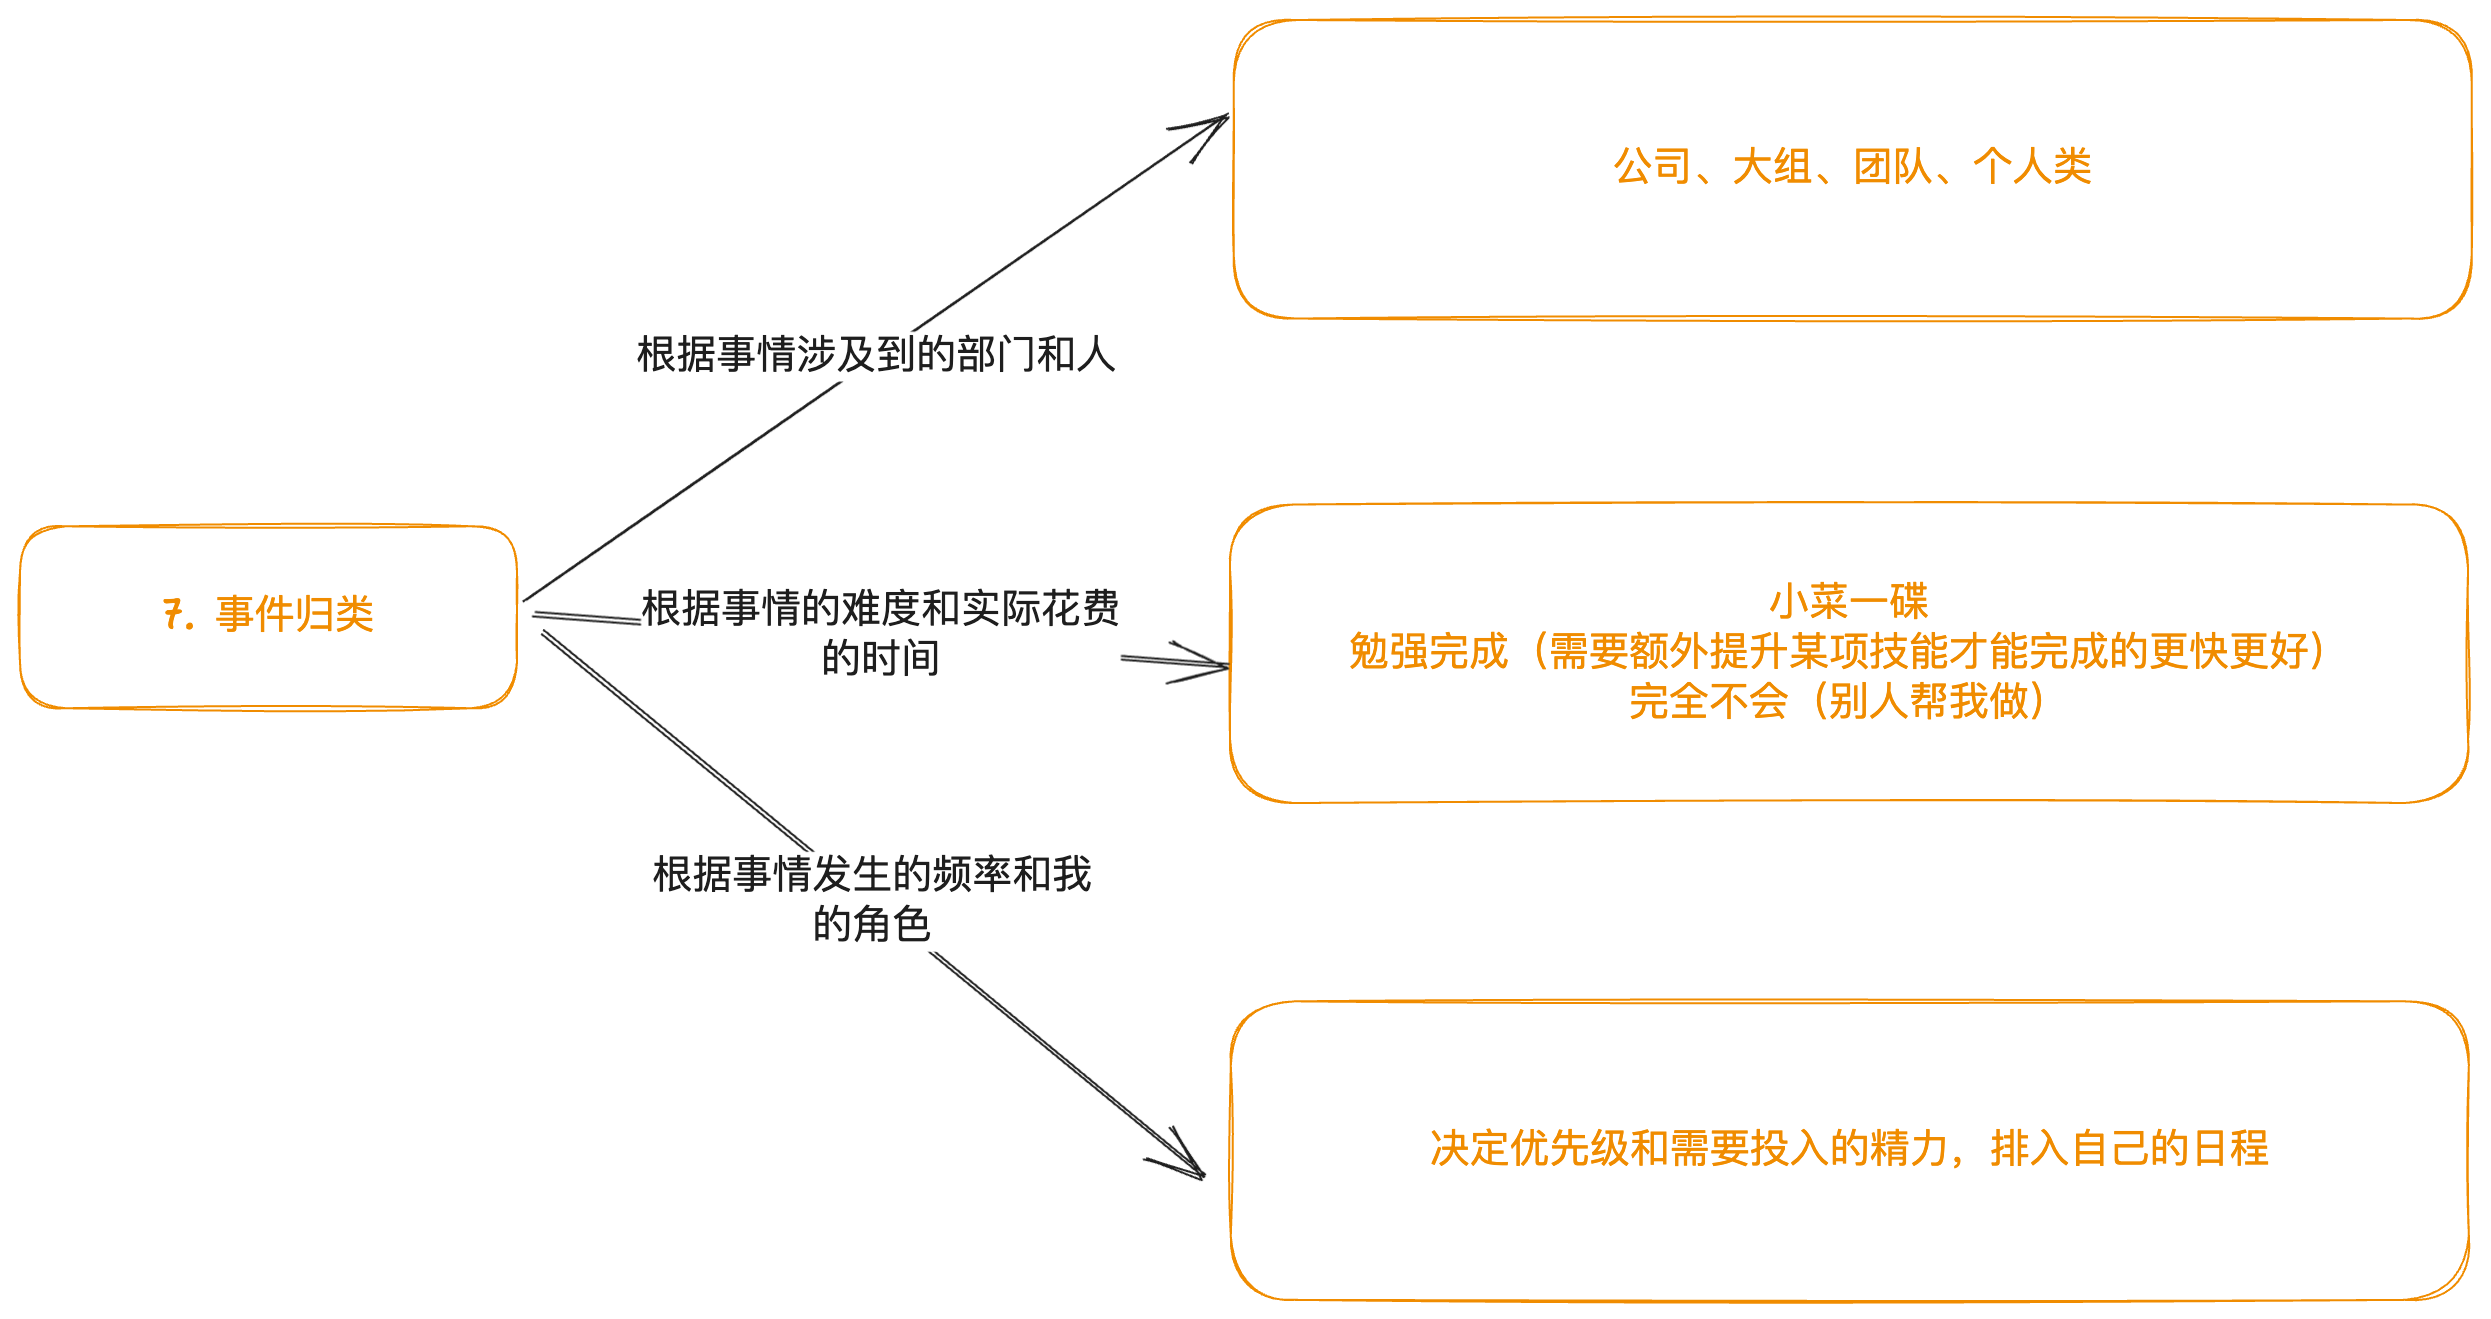 公司、大组、团队、个人类
根据事情涉及到的部门和人
7. 事件归类
根据事情的难度和实际花费
的时间
小菜一碟
勉强完成（需要额外提升某项技能才能完成的更快更好）
完全不会（别人帮我做）
根据事情发生的频率和我
的角色
决定优先级和需要投入的精力，排入自己的日程